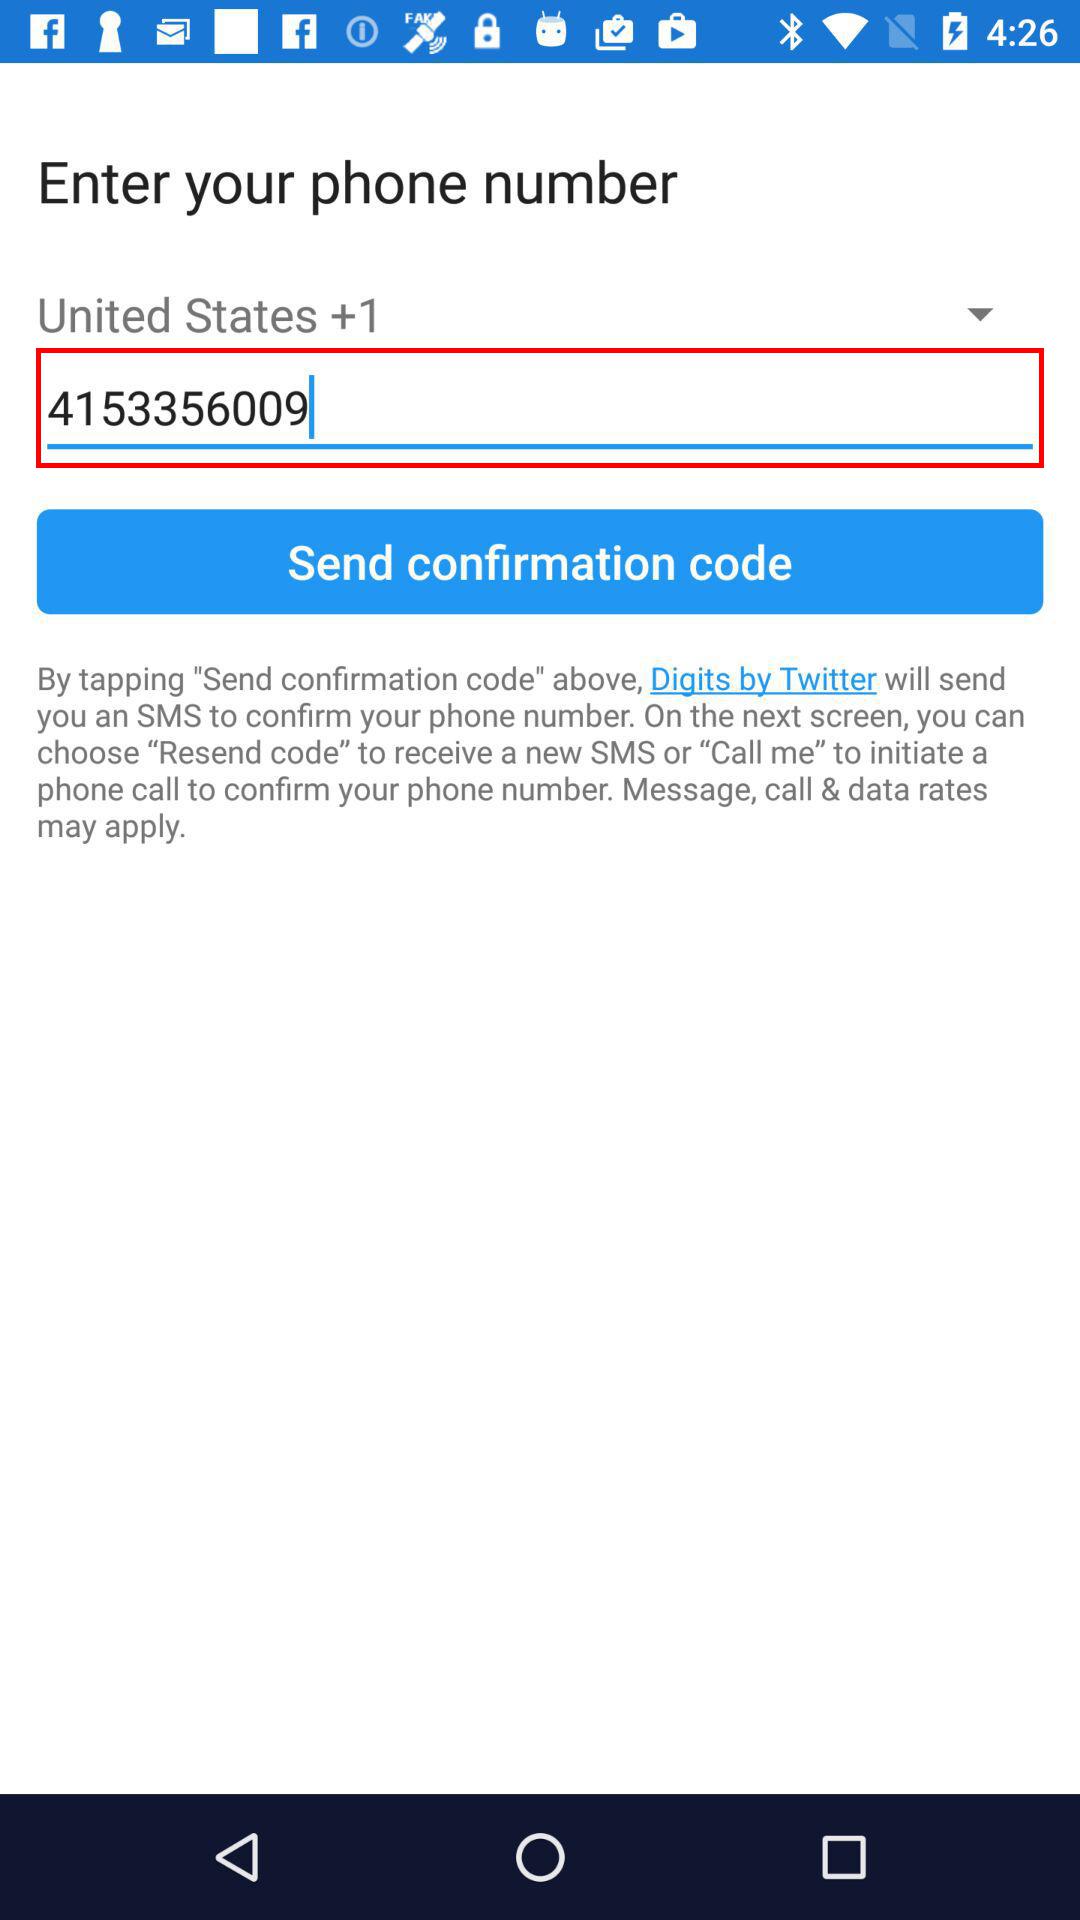 FAKE
4:26
Enter your phone number
United States +1
4153356009
Send confirmation code
By tapping "Send confirmation code" above, Digits by Twitter will send
you an SMS to confirm your phone number. On the next screen, you can
choose “Resend code” to receive a new SMS or “Call me” to initiate a
phone call to confirm your phone number. Message, call & data rates
may apply.